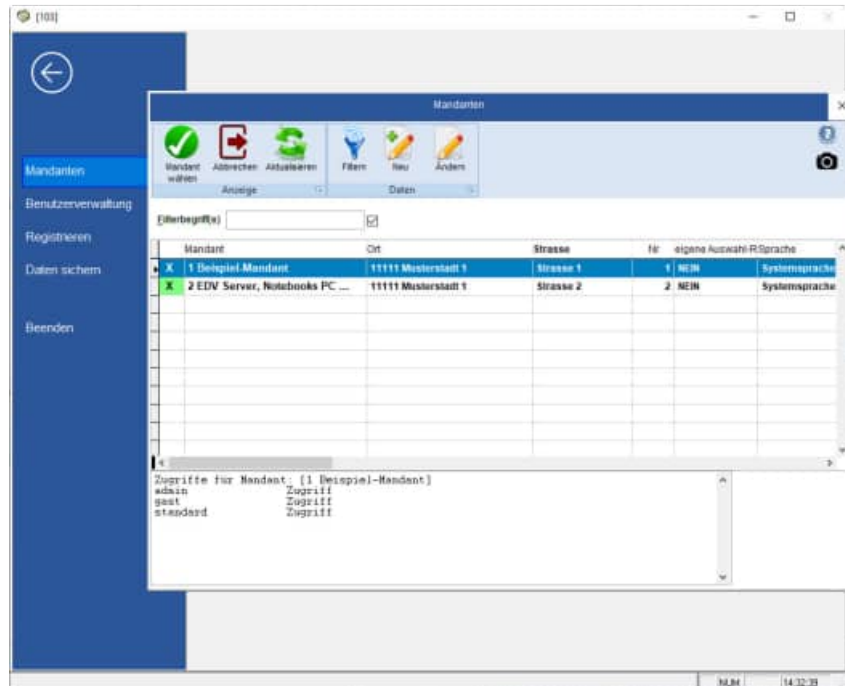 [103]
Mandanten
Mandant wählen
Abbrechen
Aktualisieren
Filtern
Neu
Ändern
Anzeige
Daten
Mandanten
Benutzerverwaltung
Registrieren
Daten sichern
Beenden
Filterbegriff(e)
Mandant Ort Strasse Nr eigene Auswahl-R Sprache
X 1 Beispiel-Mandant 11111 Musterstadt 1 Strasse 1 1 NEIN Systemsprache
X 2 EDV Server, Notebooks PC ... 11111 Musterstadt 1 Strasse 2 2 NEIN Systemsprache
Zugriffe für Mandant: [1 Beispiel-Mandant]
admin Zugriff
gast Zugriff
standard Zugriff
NUM 14:32:39